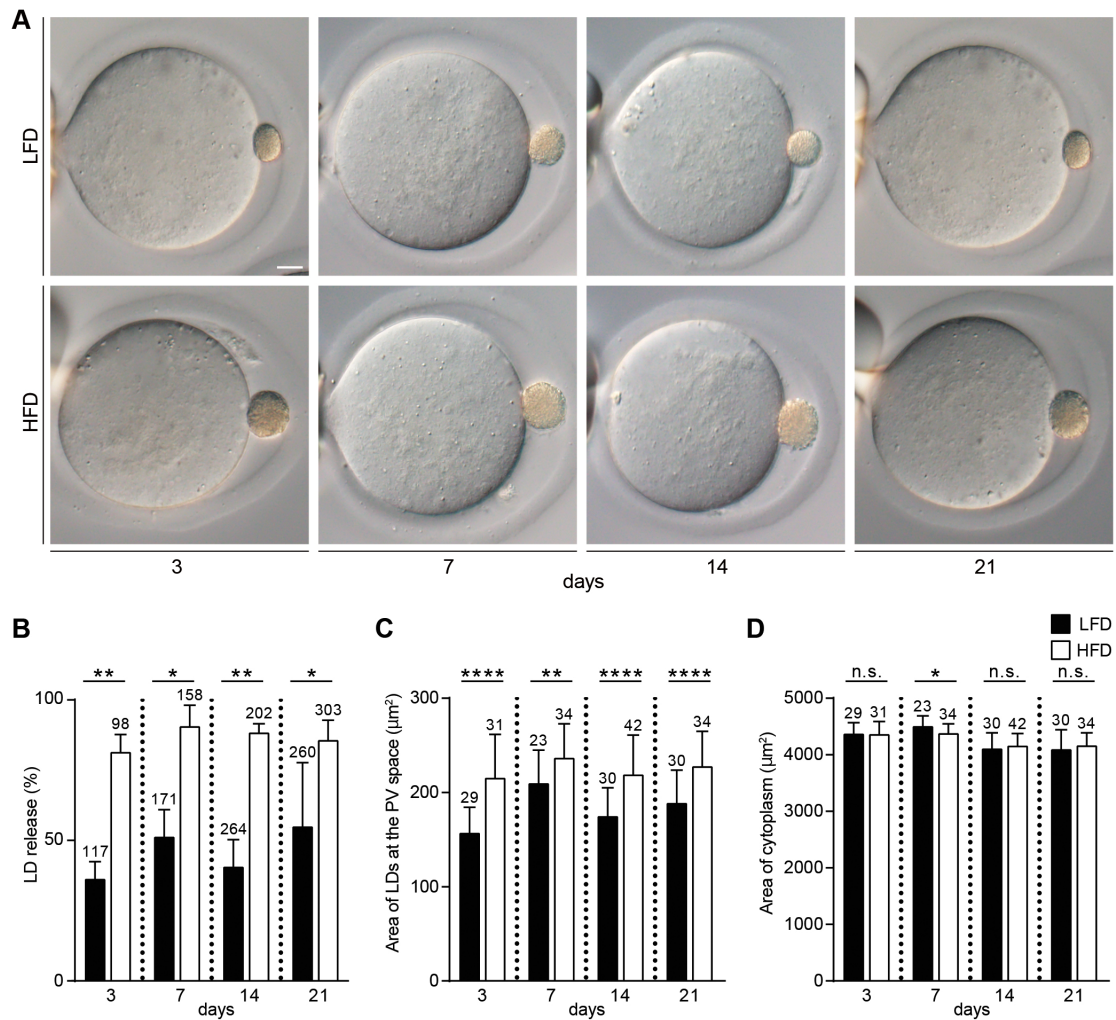 A
LFD
HFD
3 7 14 21
days
B
LD release (%)
** * ** *
100
50
0
117 98 171 158 264 202 260 303
3 7 14 21
days
C
Area of LDs at the PV space (µm²)
**** ** **** ****
300
200
100
0
29 31 23 34 30 42 30 34
3 7 14 21
days
D
LFD
HFD
Area of cytoplasm (µm²)
n.s. * n.s. n.s.
5000
4000
3000
2000
1000
0
29 31 23 34 30 42 30 34
3 7 14 21
days